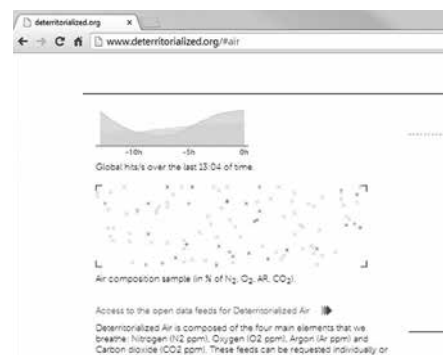 deterritorialized.org
www.deterritorialized.org/#air
-10h -5h 0h
Global hits/s over the last 13:04 of time.
Air composition sample (in % of N2, O2, AR, CO2).
Access to the open data feeds for Deterritorialized Air
Deterritorialized Air is composed of the four main elements that we
breathe: Nitrogen (N2 ppm), Oxygen (O2 ppm), Argon (Ar ppm) and
Carbon dioxide (CO2 ppm). These feeds can be requested individually or